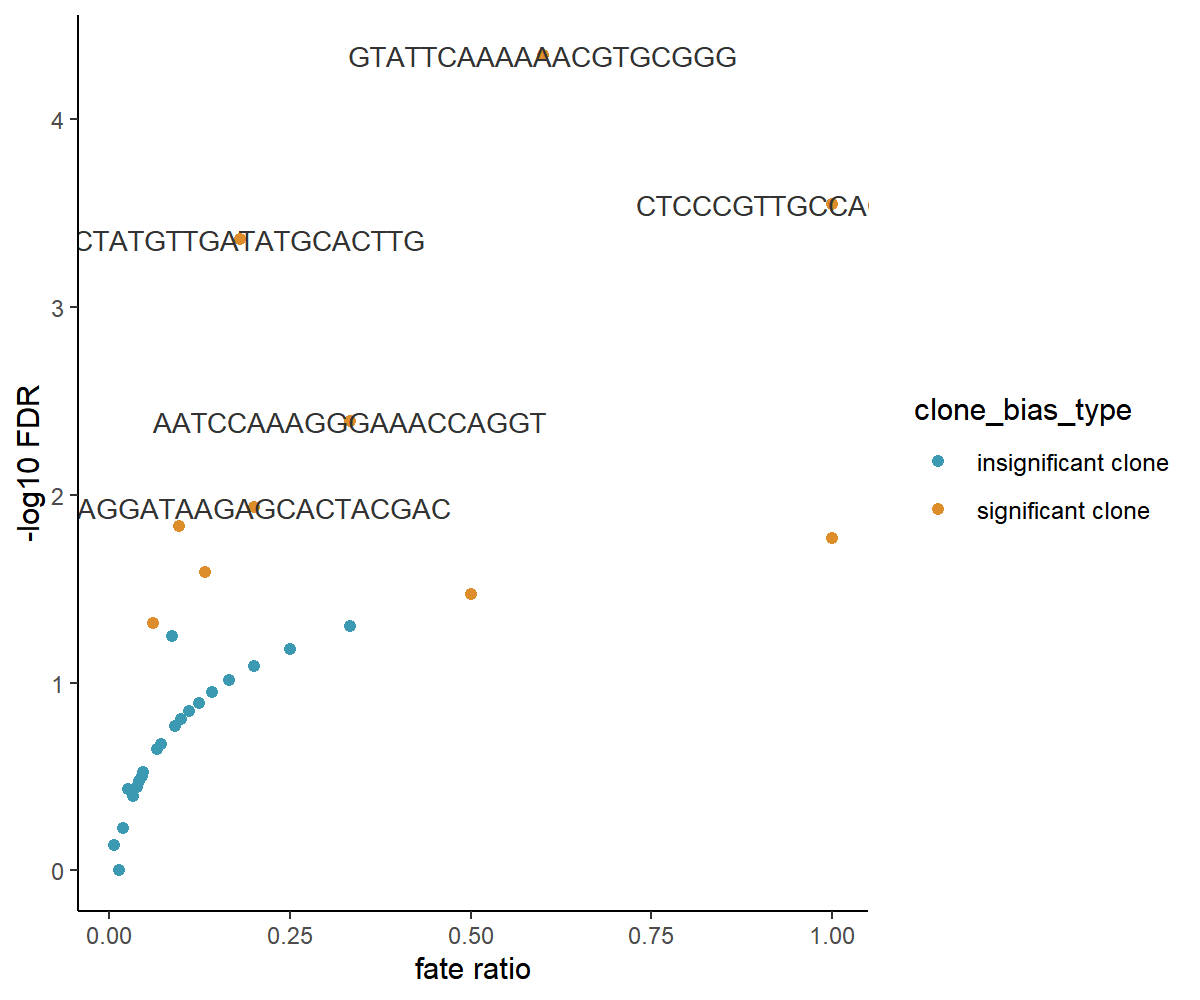 GTATTCAAAAAACGTGCGGG
4
CTCCCGTTGCCA
CTATGTTGATATGCACTTG
3
AATCCAAAGGGAAACCAGGT
2
AGGATAAGAGCACTACGAC
1
0
-log10 FDR
0.00 0.25 0.50 0.75 1.00
fate ratio
clone_bias_type
insignificant clone
significant clone